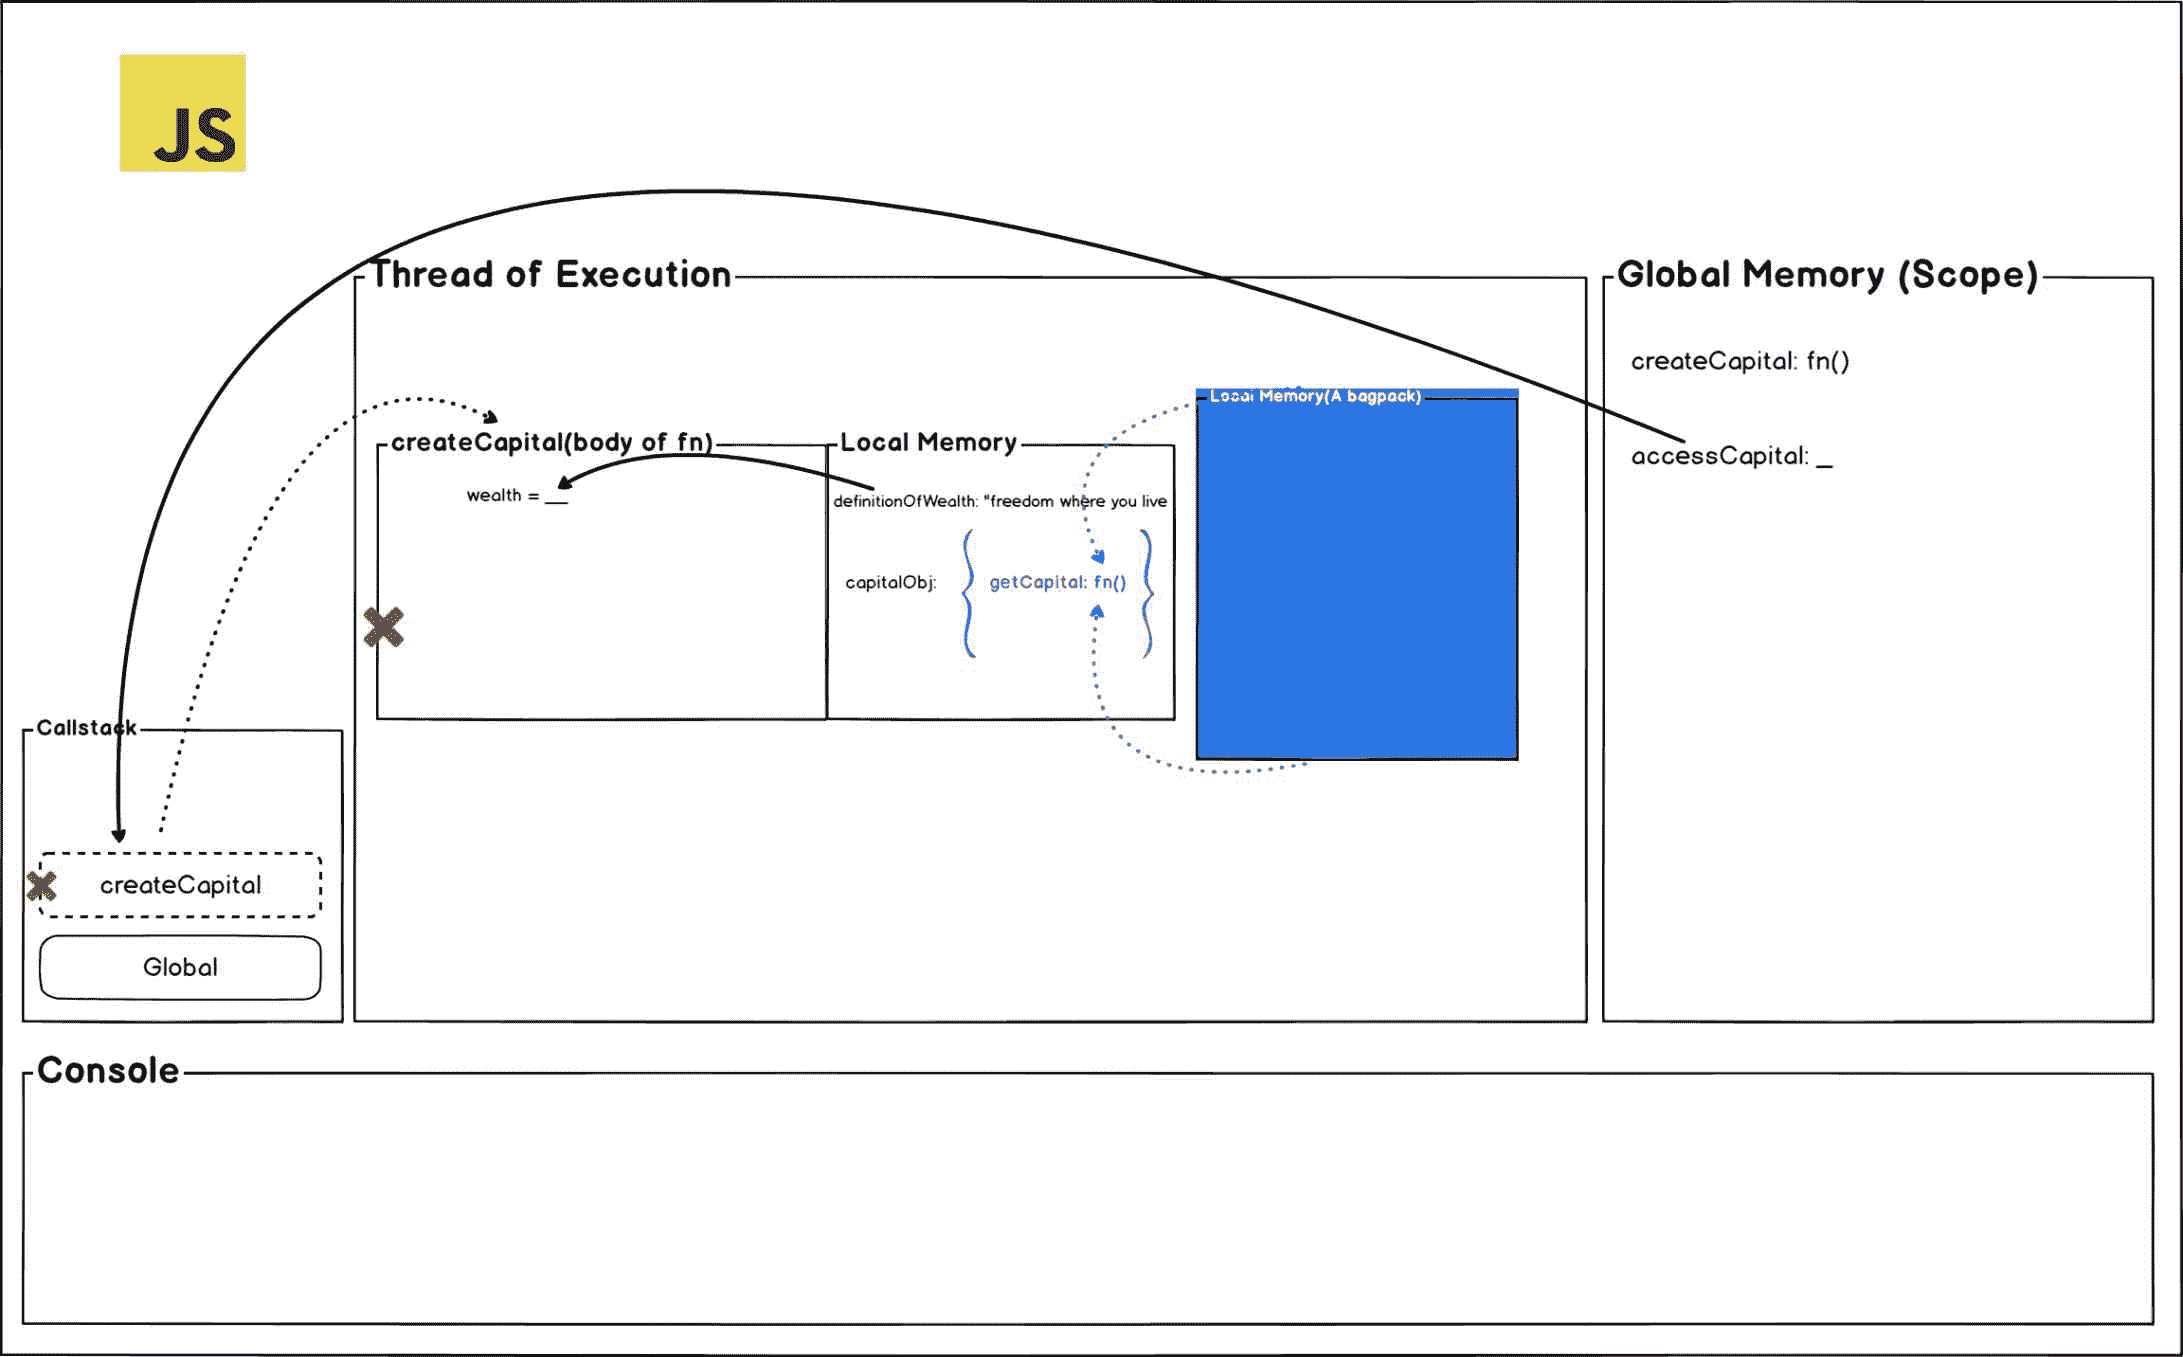 JS
Thread of Execution
Global Memory (Scope)
createCapital: fn()
accessCapital: _
Local Memory(A bagpack)
createCapital(body of fn)
Local Memory
wealth = __
definitionOfWealth: "freedom where you live
capitalObj:
{ getCapital: fn() }
Callstack
createCapital
Global
Console